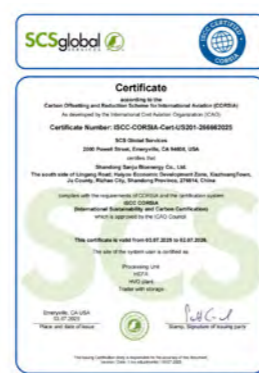 SCSglobal
SERVICES
ISCC CERTIFIED
CORSIA
Certificate
according to the
Carbon Offsetting and Reduction Scheme for International Aviation (CORSIA)
As developed by the International Civil Aviation Organization (ICAO)
Certificate Number: ISCC-CORSIA-Cert-US201-
SCS Global Services
2000 Powell Street, Emeryville, CA 94608, USA
certifies that
Shandong Sanju Bioenergy Co., Ltd.
The south side of Lingang Road, Haiyou Economic Development Zone, XiazhuangTown,
Ju County, Rizhao City, Shandong Province, 276514, China
complies with the requirements of CORSIA and the certification system
ISCC CORSIA
(International Sustainability and Carbon Certification)
which is approved by the ICAO Council
This certificate is valid from 03.07.2025 to 02.07.2026.
The site of the system user is certified as:
Processing Unit
HEFA
HVO plant
Trader with storage
Emeryville, CA USA
03.07.2025
Place and date of issue
Stamp, Signature of issuing party
SCS